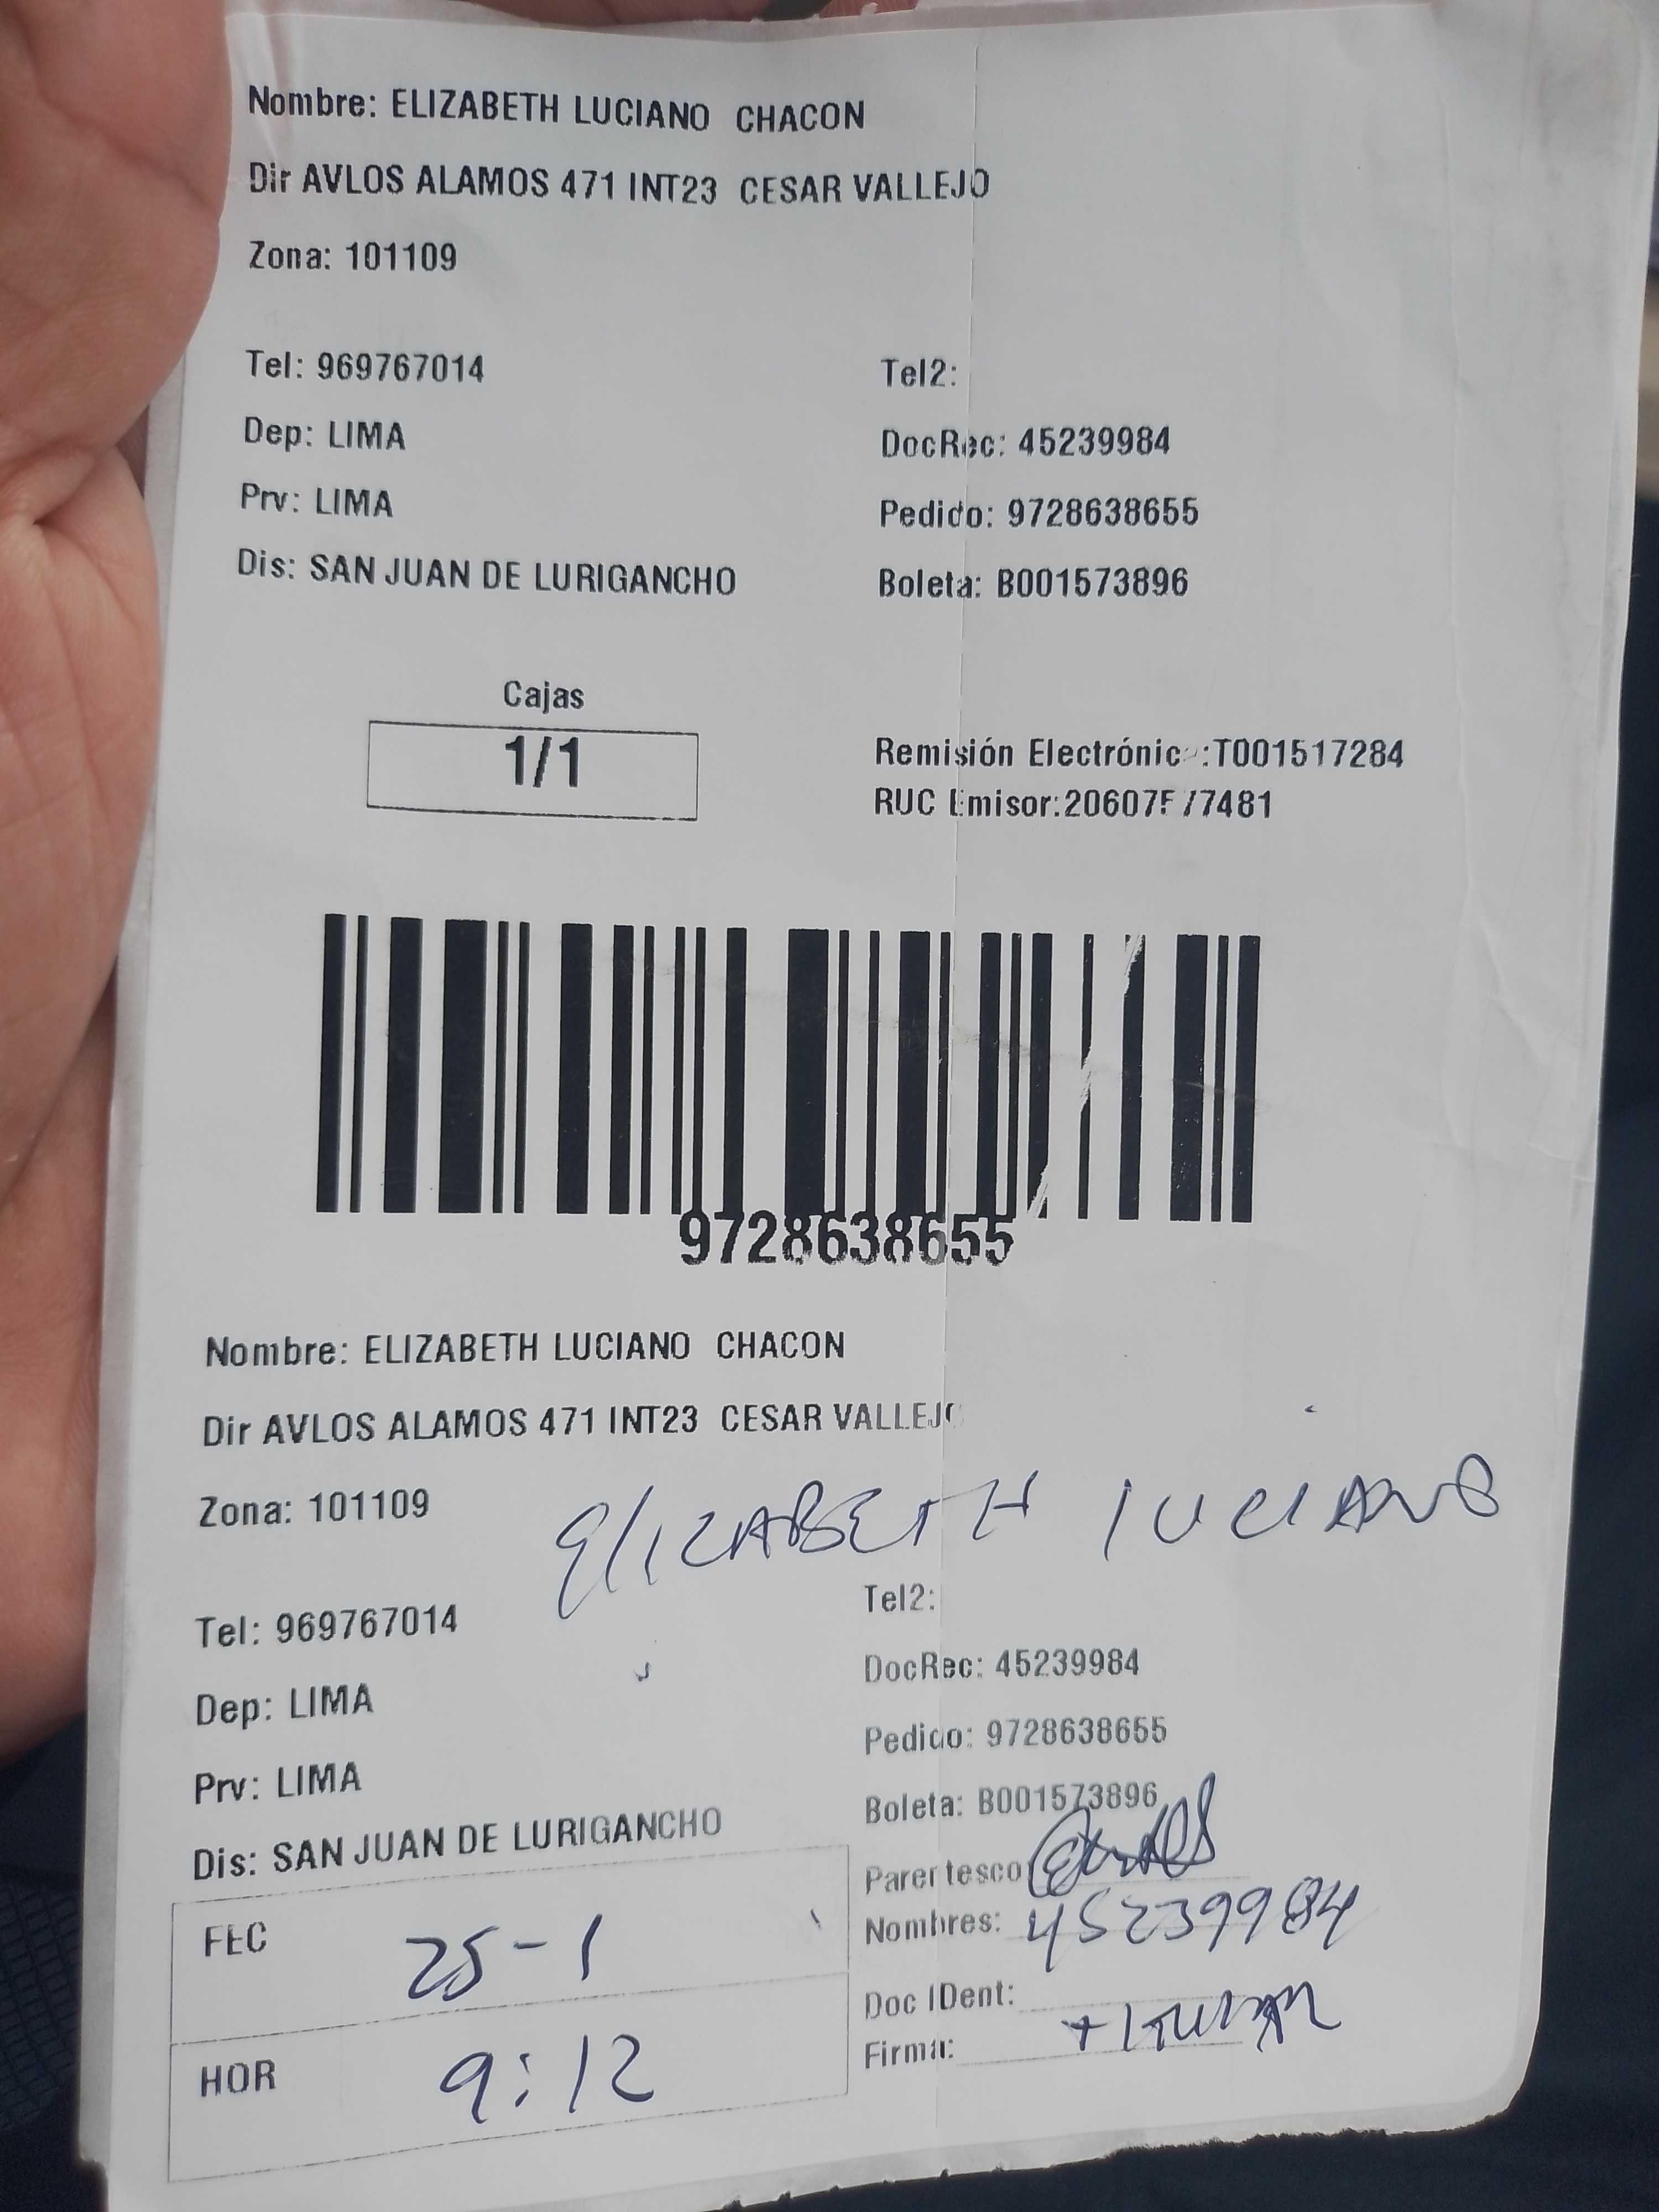 Nombre: ELIZABETH LUCIANO CHACON
Dir AVLOS ALAMOS 471 INT23 CESAR VALLEJO
Zona: 101109
Tel: 969767014 Tel2:
Dep: LIMA DocRec: 45239984
Prv: LIMA Pedido: 9728638655
Dis: SAN JUAN DE LURIGANCHO Boleta: B001573896
Cajas
1/1
Remisión Electrónic :T001517284
RUC Emisor:
9728638655
Nombre: ELIZABETH LUCIANO CHACON
Dir AVLOS ALAMOS 471 INT23 CESAR VALLEJO
Zona: 101109
ElIZABETH lUCIANO
Tel: 969767014 Tel2:
Dep: LIMA DocRec: 45239984
Prv: LIMA Pedido: 9728638655
Dis: SAN JUAN DE LURIGANCHO Boleta: B001573896
Parentesco
FEC 25-1 Nombres: 45239984
Doc IDent:
HOR 9:12 Firma: